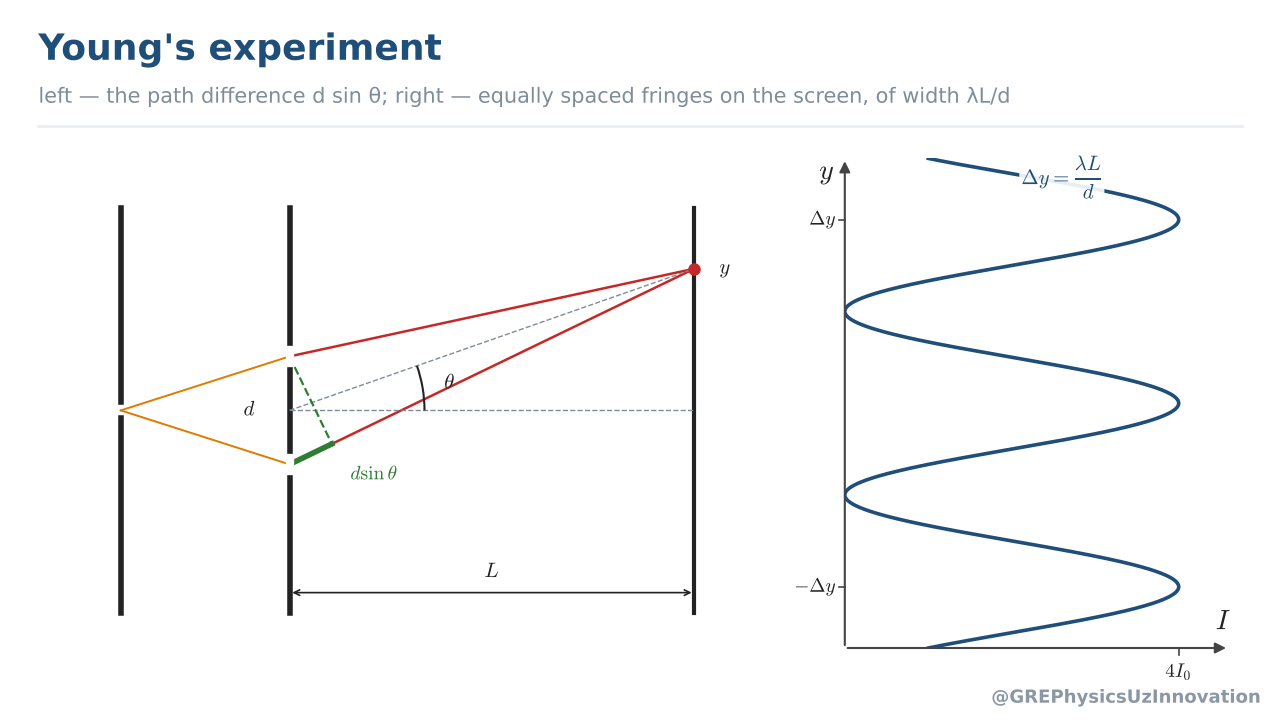 Young's experiment
left — the path difference d sin θ; right — equally spaced fringes on the screen, of width λL/d
y
θ
d
d sin θ
L
y
Δy = λL/d
Δy
−Δy
I
4I₀
@GREPhysicsUzInnovation